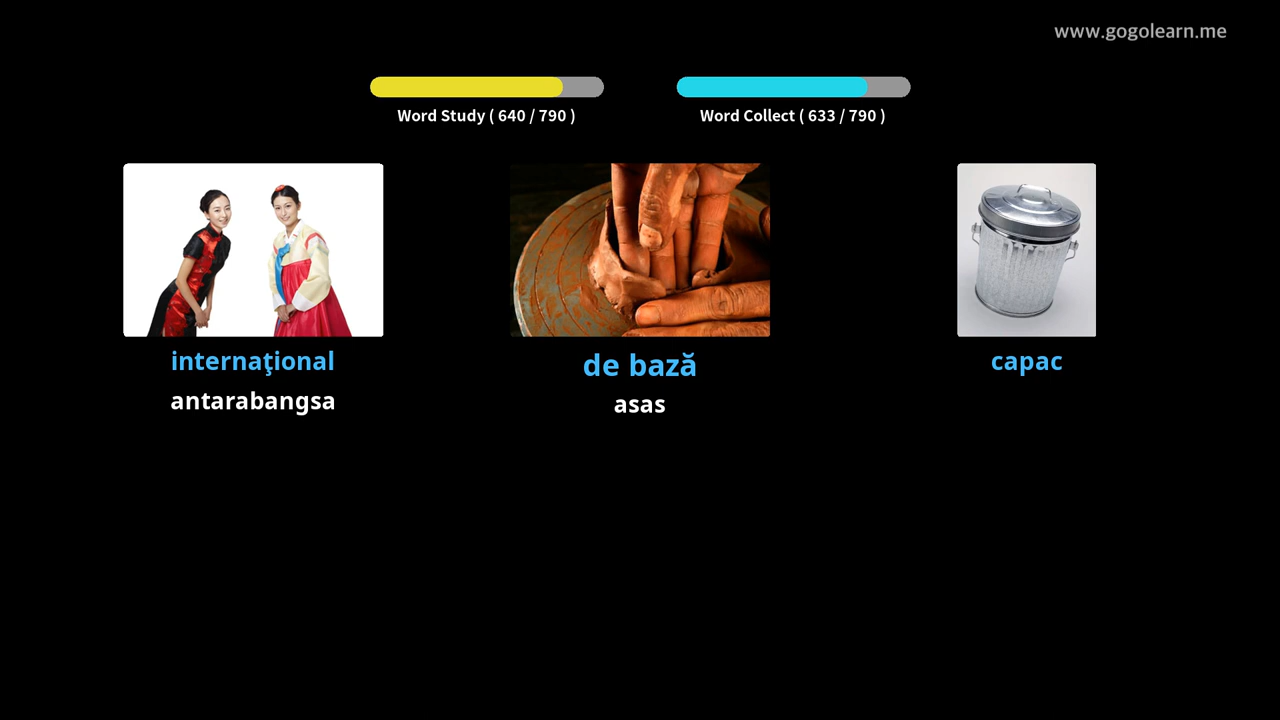 www.gogolearn.me
Word Study ( 640 / 790 )
Word Collect ( 633 / 790 )
internaţional
antarabangsa
de bază
asas
capac